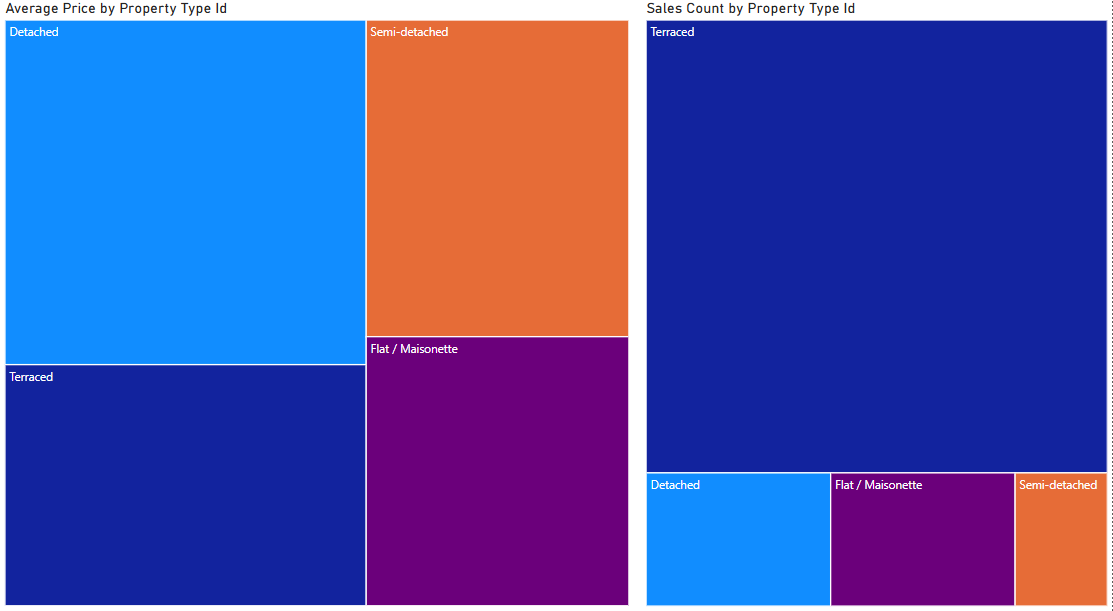 Average Price by Property Type Id
Detached
Semi-detached
Terraced
Flat / Maisonette
Sales Count by Property Type Id
Terraced
Detached
Flat / Maisonette
Semi-detached